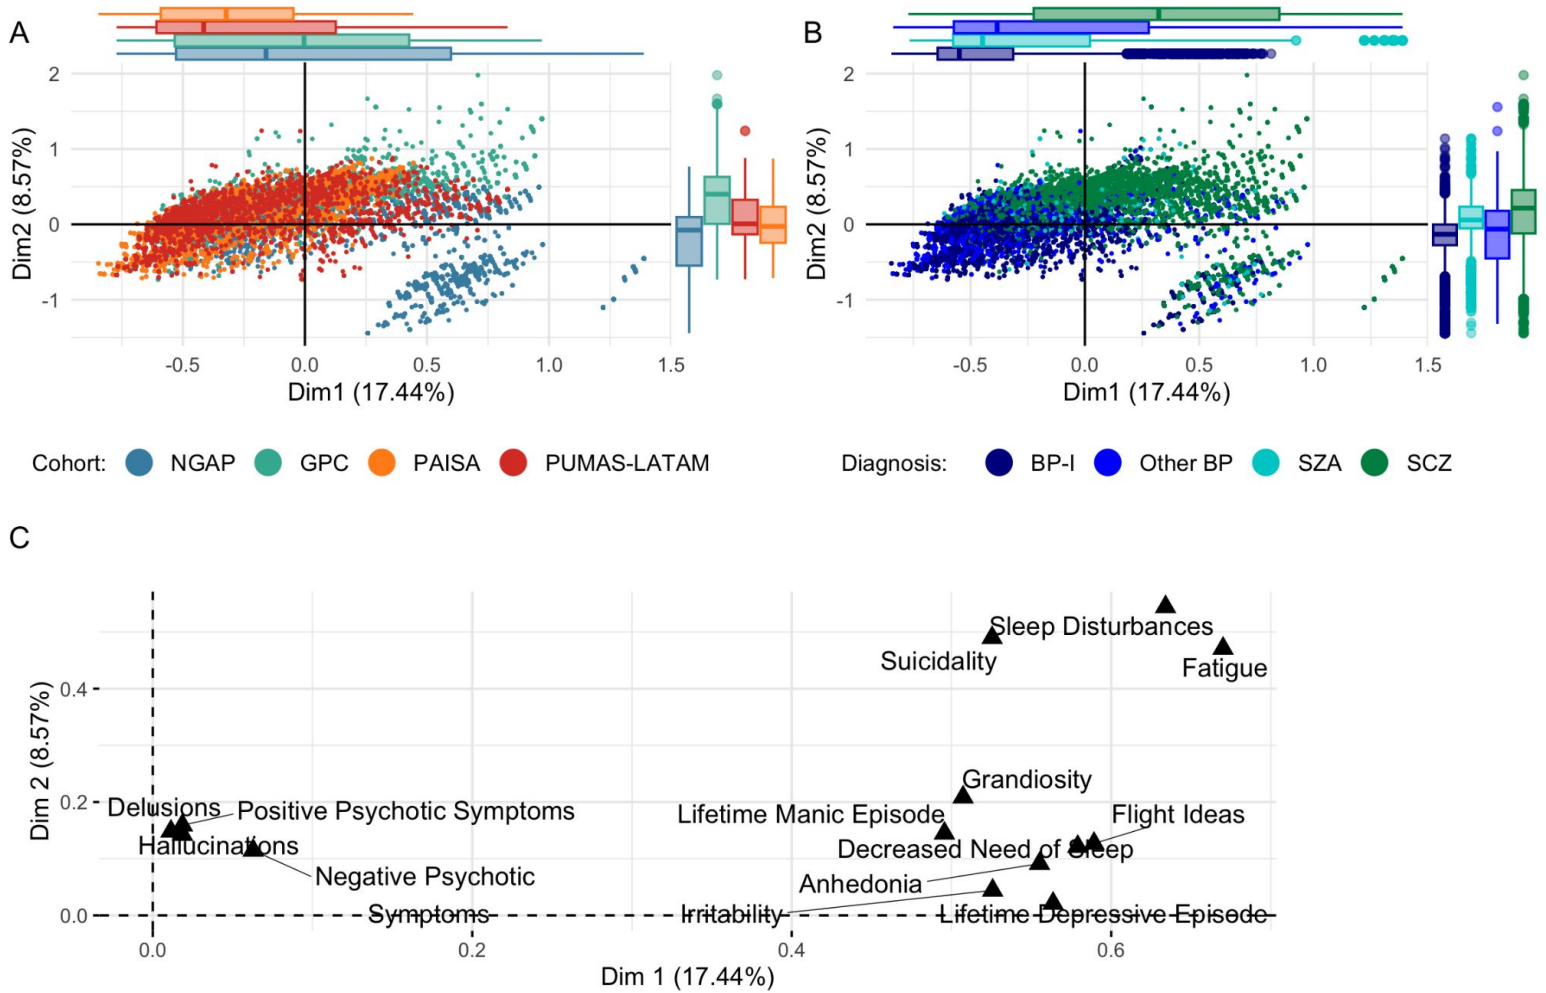 A
B
2
1
0
-1
Dim2 (8.57%)
-0.5 0.0 0.5 1.0 1.5
Dim1 (17.44%)
2
1
0
-1
Dim2 (8.57%)
-0.5 0.0 0.5 1.0 1.5
Dim1 (17.44%)
Cohort: NGAP GPC PAISA PUMAS-LATAM
Diagnosis: BP-I Other BP SZA SCZ
C
Sleep Disturbances
Suicidality
Fatigue
Grandiosity
Delusions
Positive Psychotic Symptoms
Lifetime Manic Episode
Flight Ideas
Hallucinations
Decreased Need of Sleep
Negative Psychotic
Symptoms
Anhedonia
Irritability
Lifetime Depressive Episode
0.4
0.2
0.0
Dim 2 (8.57%)
0.0 0.2 0.4 0.6
Dim 1 (17.44%)